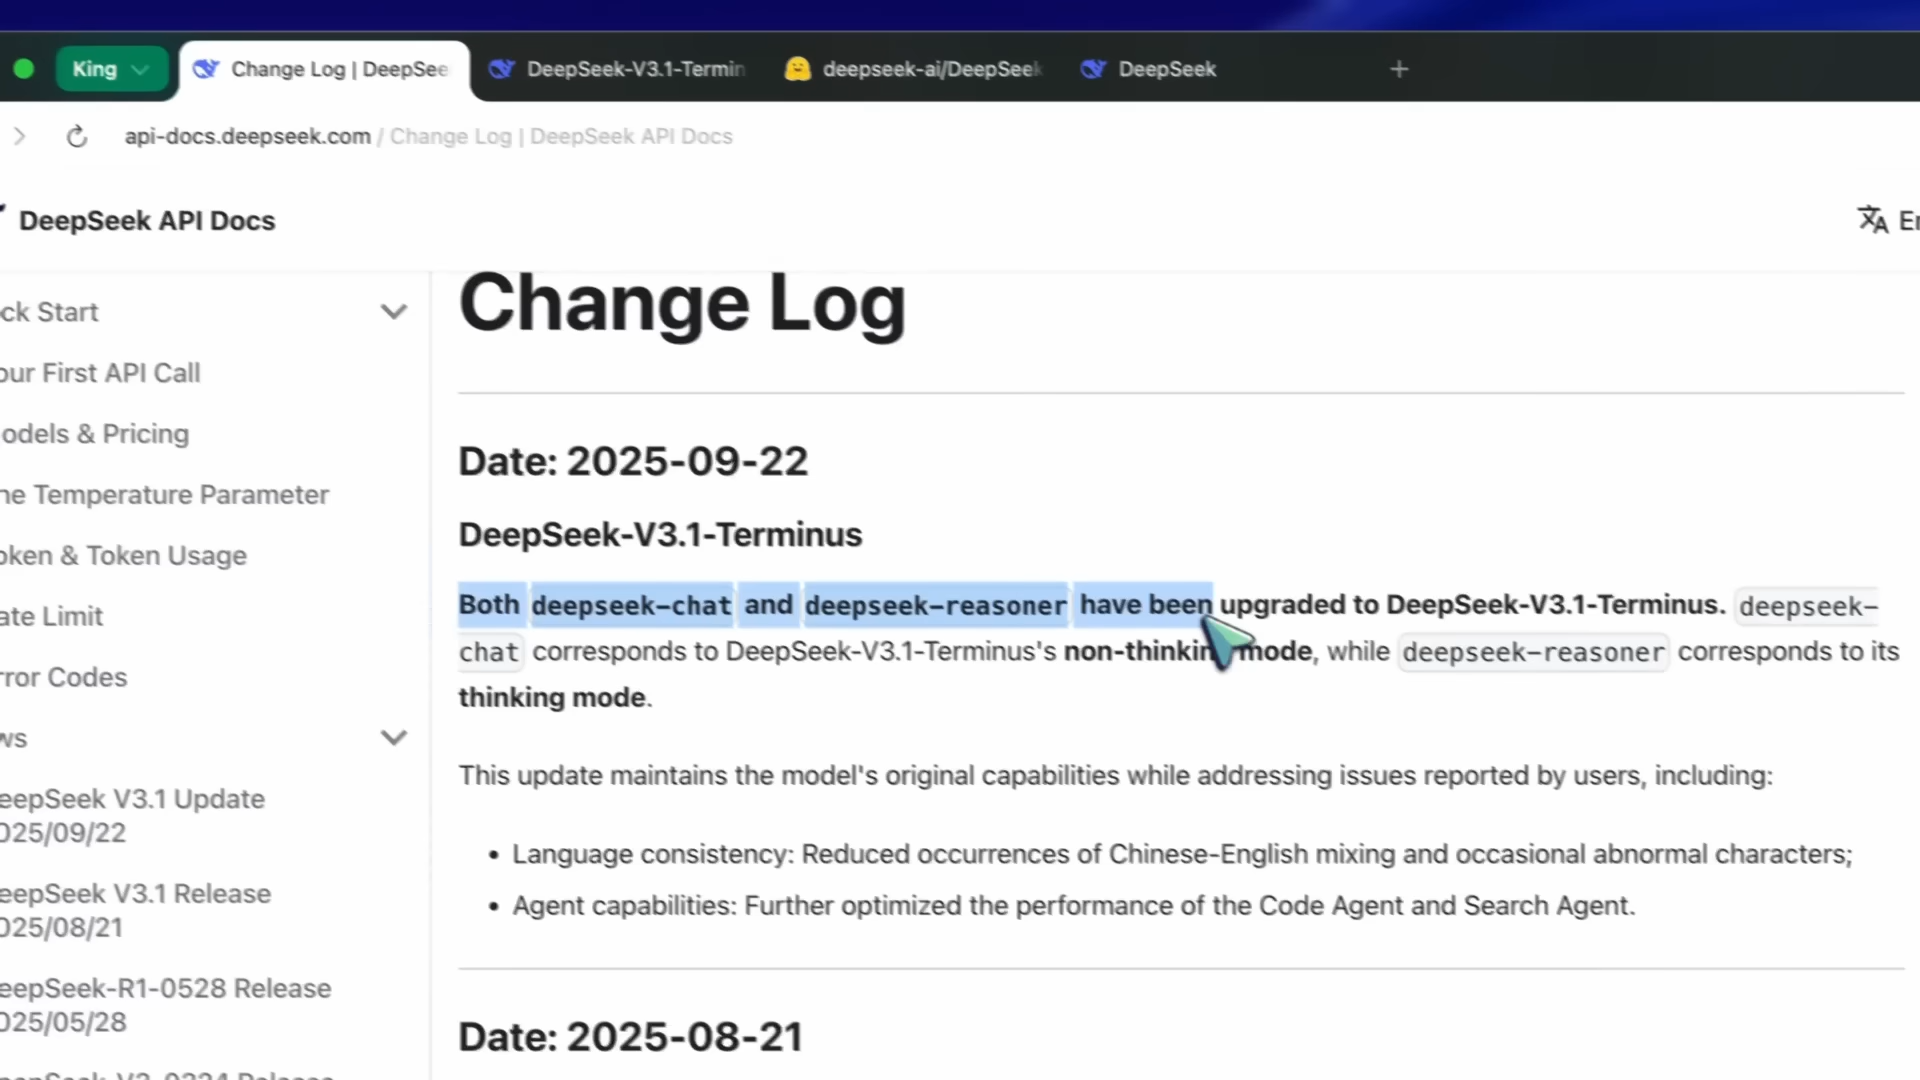 King
Change Log | DeepSee
DeepSeek-V3.1-Termin
deepseek-ai/DeepSeek
DeepSeek
api-docs.deepseek.com / Change Log | DeepSeek API Docs
DeepSeek API Docs
En
ck Start
our First API Call
odels & Pricing
he Temperature Parameter
oken & Token Usage
ate Limit
rror Codes
ws
eepSeek V3.1 Update
025/09/22
eepSeek V3.1 Release
025/08/21
eepSeek-R1-0528 Release
025/05/28
Change Log
Date: 2025-09-22
DeepSeek-V3.1-Terminus
Both deepseek-chat and deepseek-reasoner have been upgraded to DeepSeek-V3.1-Terminus. deepseek-
chat corresponds to DeepSeek-V3.1-Terminus's non-thinking mode, while deepseek-reasoner corresponds to its
thinking mode.
This update maintains the model's original capabilities while addressing issues reported by users, including:
• Language consistency: Reduced occurrences of Chinese-English mixing and occasional abnormal characters;
• Agent capabilities: Further optimized the performance of the Code Agent and Search Agent.
Date: 2025-08-21